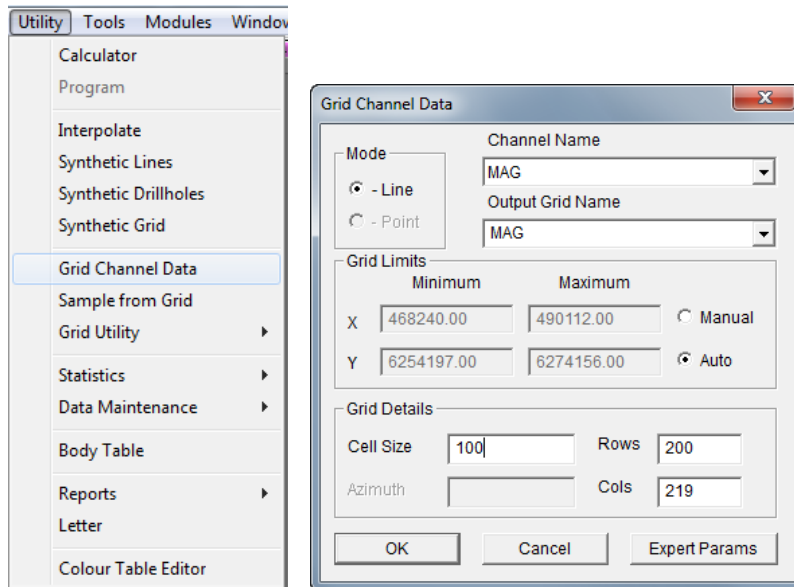 Utility Tools Modules Window
Calculator
Program
Interpolate
Synthetic Lines
Synthetic Drillholes
Synthetic Grid
Grid Channel Data
Sample from Grid
Grid Utility
Statistics
Data Maintenance
Body Table
Reports
Letter
Colour Table Editor
Grid Channel Data
Mode
- Line
- Point
Channel Name
MAG
Output Grid Name
MAG
Grid Limits
Minimum Maximum
X 468240.00 490112.00 Manual
Y 6254197.00 6274156.00 Auto
Grid Details
Cell Size 100 Rows 200
Azimuth Cols 219
OK Cancel Expert Params